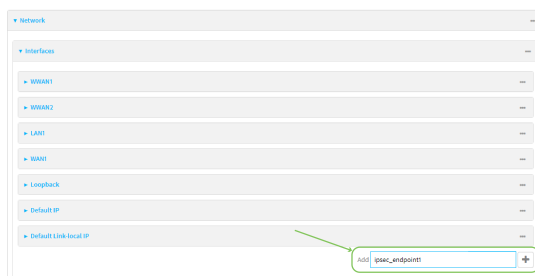 Network
Interfaces
WWAN1
WWAN2
LAN1
WAN1
Loopback
Default IP
Default Link-local IP
Add ipsec_endpoint1